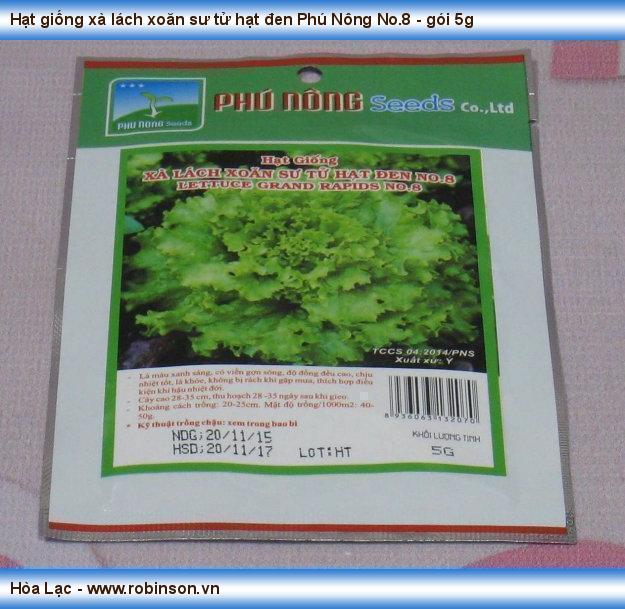 Hạt giống xà lách xoăn sư tử hạt đen Phú Nông No.8 - gói 5g
PHÚ NÔNG Seeds Co.,Ltd
PHU NONG Seeds
Hạt Giống
XÀ LÁCH XOĂN SƯ TỬ HẠT ĐEN NO.8
LETTUCE GRAND RAPIDS NO.8
TCCS 04:2014/PNS
Xuất xứ: Ý
- Lá màu xanh sáng, có viền gợn sóng, độ đồng đều cao, chịu
nhiệt tốt, lá khỏe, không bị rách khi gặp mưa, thích hợp điều
kiện khí hậu nhiệt đới.
- Cây cao 28-35 cm, thu hoạch 28 -35 ngày sau khi gieo.
- Khoảng cách trồng: 20-25cm. Mật độ trồng/1000m2: 40-
50g.
* Kỹ thuật trồng chậu: xem trong bao bì
8 936063 132070
NDG:20/11/15
HSD:20/11/17 LOT:HT
KHỐI LƯỢNG TỊNH
5G
Hòa Lạc - www.robinson.vn